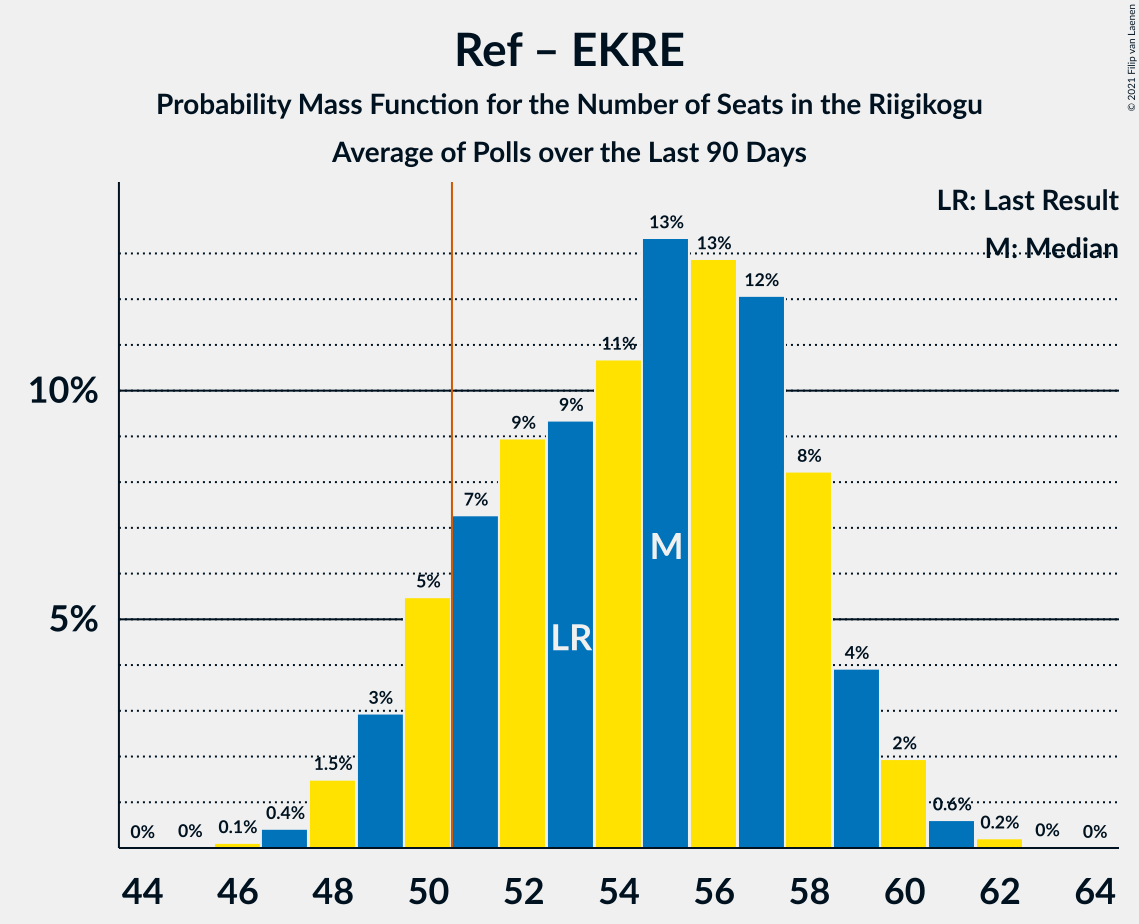 Ref – EKRE
Probability Mass Function for the Number of Seats in the Riigikogu
Average of Polls over the Last 90 Days
© 2021 Filip van Laenen
LR: Last Result
M: Median
10%
5%
0%
0%
0.1%
0.4%
1.5%
3%
5%
7%
9%
9%
11%
13%
13%
12%
8%
4%
2%
0.6%
0.2%
0%
0%
LR
M
44 46 48 50 52 54 56 58 60 62 64